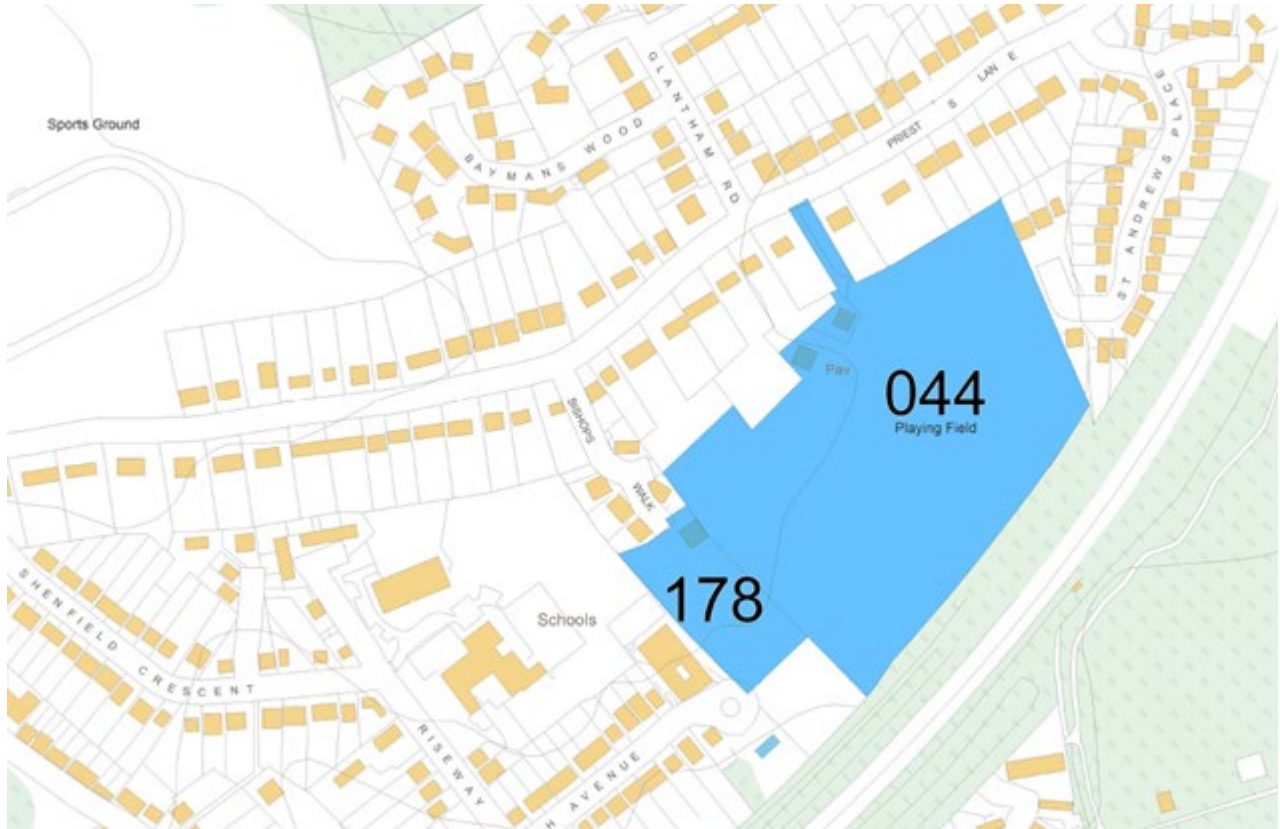 Sports Ground
BAYMANS WOOD
GLANTHAM RD
PRIEST'S LANE
ST ANDREWS PLACE
Pav
044
Playing Field
BISHOPS WALK
178
Schools
SHENFIELD CRESCENT
RISEWAY
H AVENUE